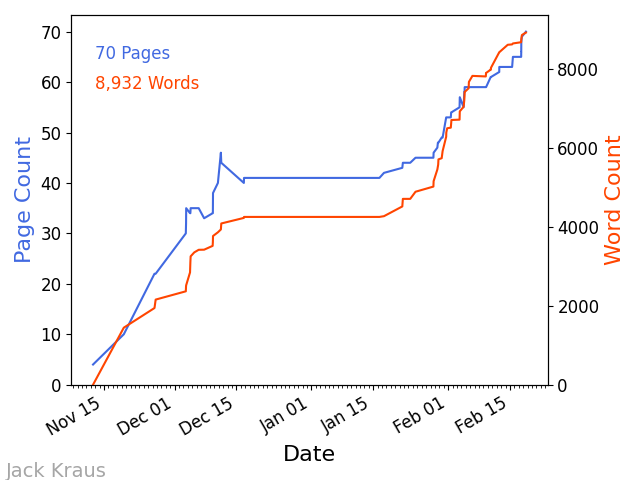 70 Pages
8,932 Words
Page Count
70
60
50
40
30
20
10
0
Word Count
8000
6000
4000
2000
0
Nov 15
Dec 01
Dec 15
Jan 01
Jan 15
Feb 01
Feb 15
Date
Jack Kraus